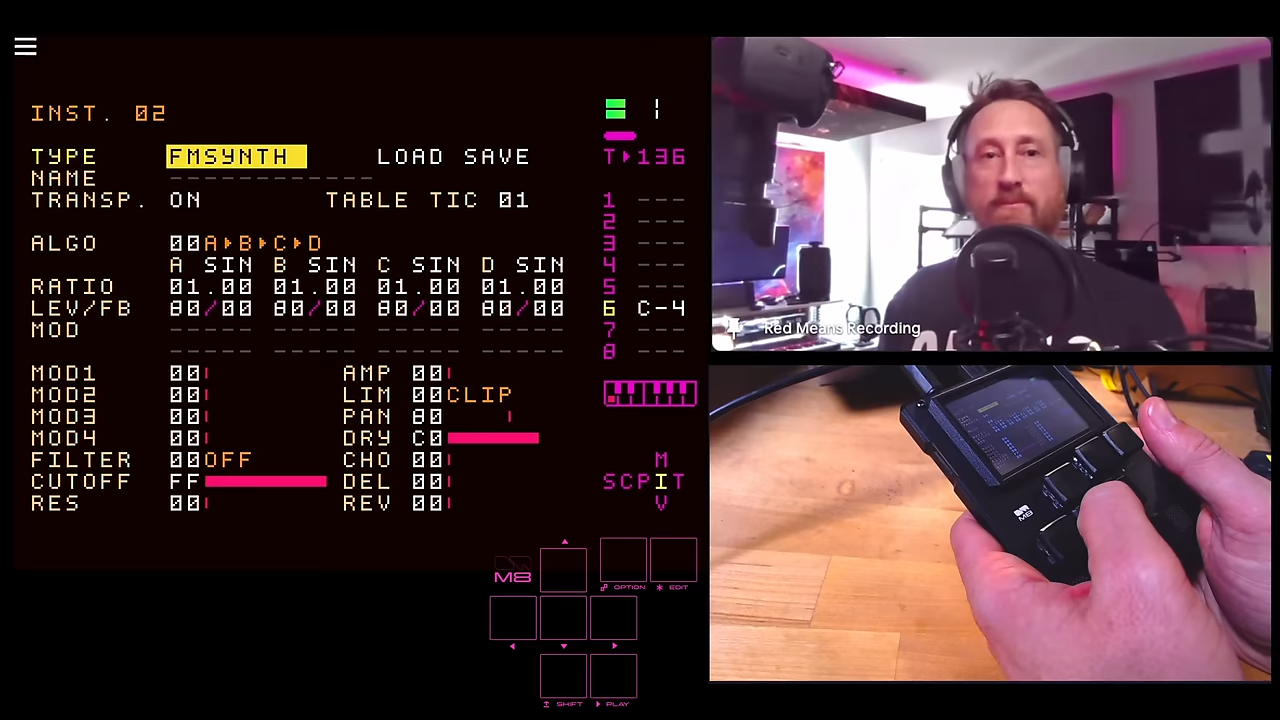 INST. 02
TYPE FMSYNTH LOAD SAVE
NAME ------------
TRANSP. ON TABLE TIC 01
ALGO 00A▸B▸C▸D
A SIN B SIN C SIN D SIN
RATIO 01.00 01.00 01.00 01.00
LEV/FB 80/00 80/00 80/00 80/00
MOD ----- ----- ----- -----
----- ----- ----- -----
MOD1 00 AMP 00
MOD2 00 LIM 00CLIP
MOD3 00 PAN 80
MOD4 00 DRY C0
FILTER 00OFF CHO 00
CUTOFF FF DEL 00
RES 00 REV 00
T▸136
1 ---
2 ---
3 ---
4 ---
5 ---
6 C-4
7 ---
8 ---
M
SCPIT
V
M8
OPTION
EDIT
SHIFT
PLAY
Red Means Recording
M8